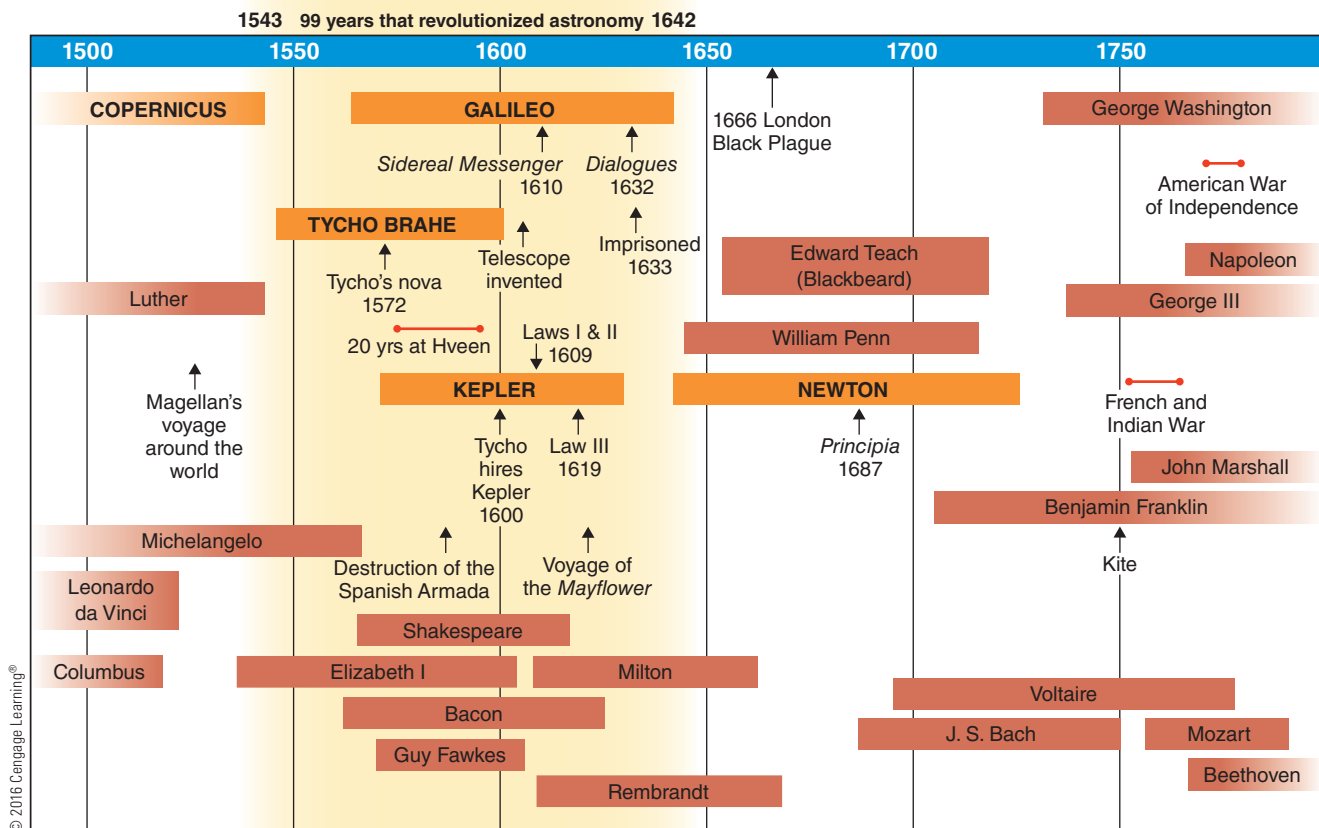 1543 99 years that revolutionized astronomy 1642
1500 1550 1600 1650 1700 1750
COPERNICUS
GALILEO
George Washington
1666 London
Black Plague
Sidereal Messenger
1610
Dialogues
1632
American War
of Independence
TYCHO BRAHE
Imprisoned
1633
Telescope
invented
Edward Teach
(Blackbeard)
Napoleon
Tycho's nova
1572
Luther
George III
20 yrs at Hveen
Laws I & II
1609
William Penn
KEPLER
NEWTON
Magellan's
voyage
around the
world
French and
Indian War
Tycho
hires
Kepler
1600
Law III
1619
Principia
1687
John Marshall
Benjamin Franklin
Michelangelo
Destruction of the
Spanish Armada
Voyage of
the Mayflower
Kite
Leonardo
da Vinci
Shakespeare
Columbus
Elizabeth I
Milton
Voltaire
Bacon
J. S. Bach
Mozart
Guy Fawkes
Beethoven
Rembrandt
© 2016 Cengage Learning®